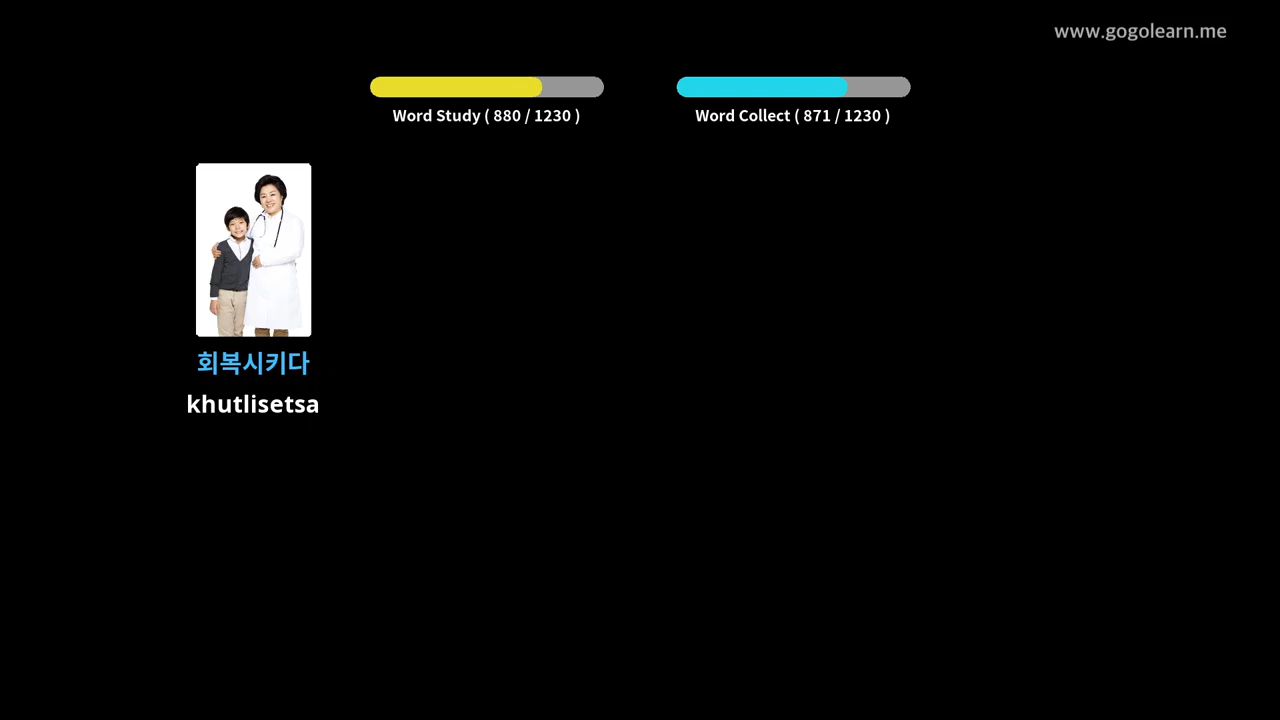 www.gogolearn.me
Word Study ( 880 / 1230 )
Word Collect ( 871 / 1230 )
회복시키다
khutlisetsa